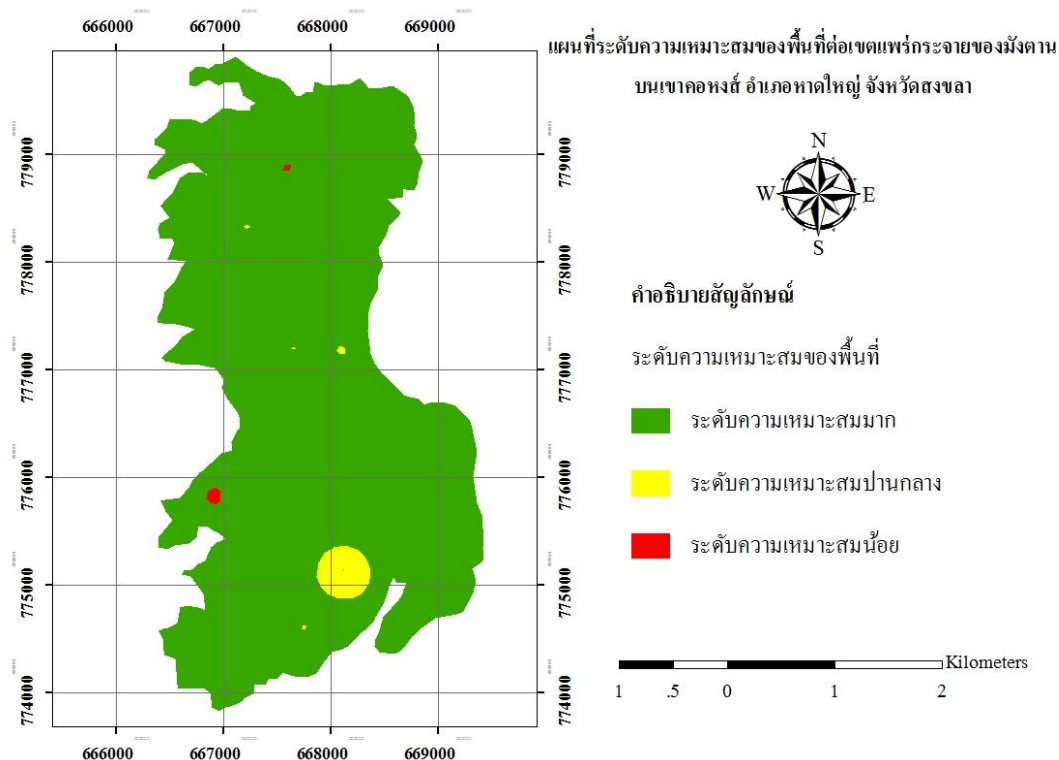 666000 667000 668000 669000
แผนที่ระดับความเหมาะสมของพื้นที่ต่อเขตแพร่กระจายของมังตาน
บนเขาคอหงส์ อำเภอหาดใหญ่ จังหวัดสงขลา
N
W E
S
779000 779000
778000 778000
คำอธิบายสัญลักษณ์
ระดับความเหมาะสมของพื้นที่
777000 777000
ระดับความเหมาะสมมาก
776000 776000
ระดับความเหมาะสมปานกลาง
ระดับความเหมาะสมน้อย
775000 775000
Kilometers
774000 774000
1 .5 0 1 2
666000 667000 668000 669000